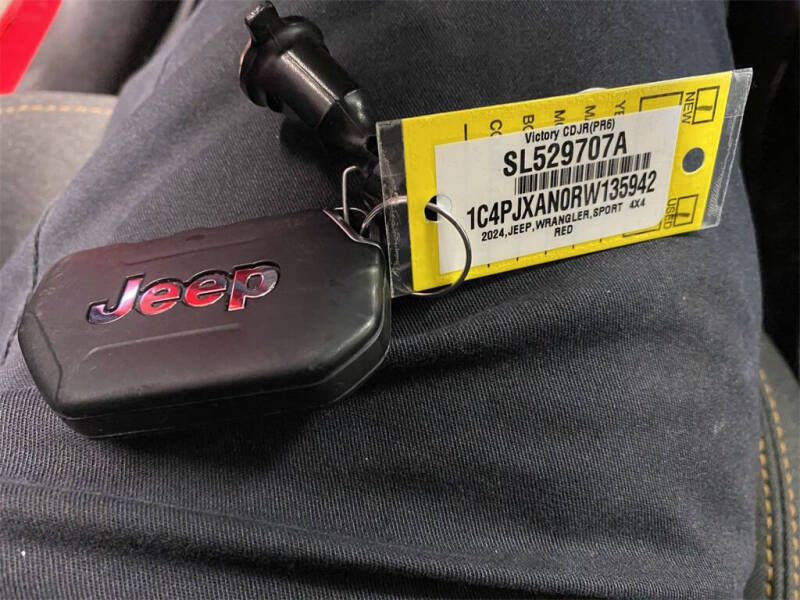 Jeep
Victory CDJR(PR6)
SL529707A
1C4PJXAN0RW135942
2024,JEEP,WRANGLER,SPORT 4X4
RED
NEW
USED